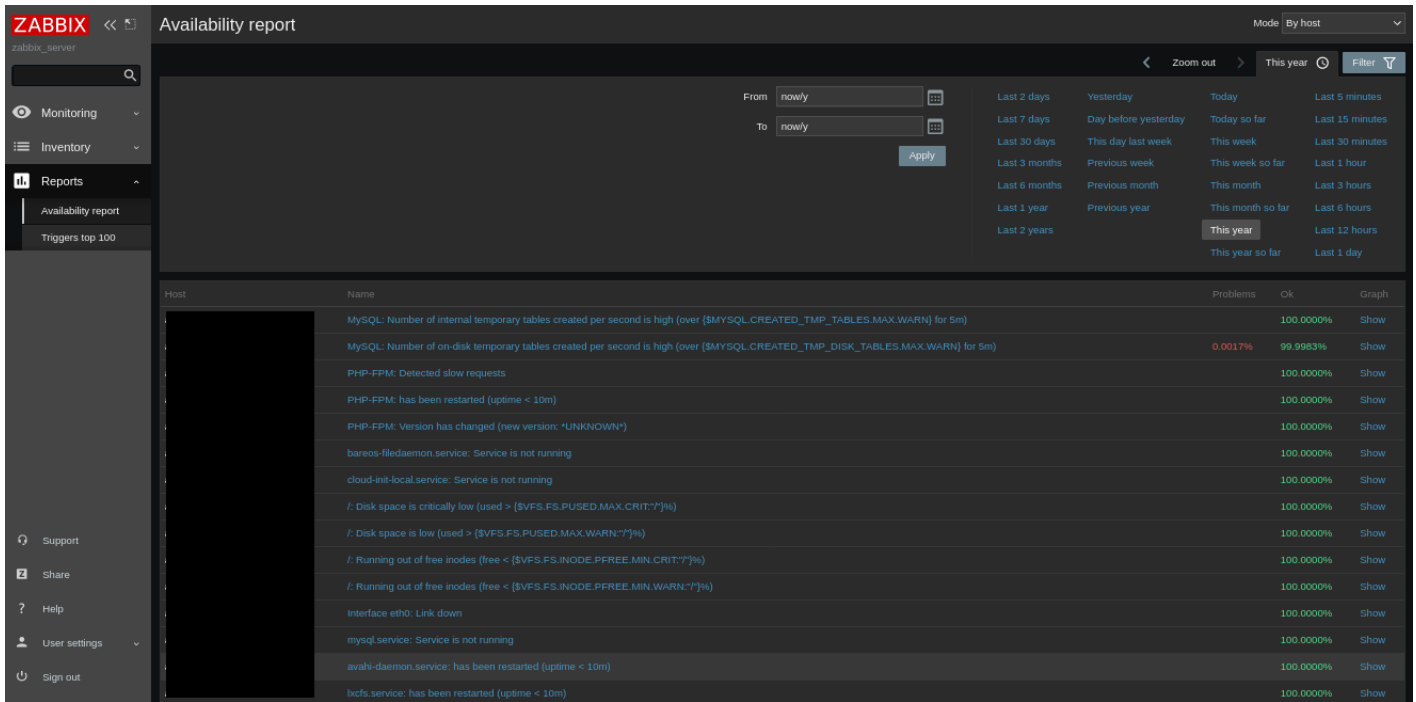 ZABBIX
zabbix_server
Monitoring
Inventory
Reports
Availability report
Triggers top 100
Support
Share
Help
User settings
Sign out
Availability report
Mode By host
Zoom out This year Filter
From now/y
To now/y
Apply
Last 2 days Yesterday Today Last 5 minutes
Last 7 days Day before yesterday Today so far Last 15 minutes
Last 30 days This day last week This week Last 30 minutes
Last 3 months Previous week This week so far Last 1 hour
Last 6 months Previous month This month Last 3 hours
Last 1 year Previous year This month so far Last 6 hours
Last 2 years This year Last 12 hours
This year so far Last 1 day
Host Name Problems Ok Graph
MySQL: Number of internal temporary tables created per second is high (over {$MYSQL.CREATED_TMP_TABLES.MAX.WARN} for 5m) 100.0000% Show
MySQL: Number of on-disk temporary tables created per second is high (over {$MYSQL.CREATED_TMP_DISK_TABLES.MAX.WARN} for 5m) 0.0017% 99.9983% Show
PHP-FPM: Detected slow requests 100.0000% Show
PHP-FPM: has been restarted (uptime < 10m) 100.0000% Show
PHP-FPM: Version has changed (new version: *UNKNOWN*) 100.0000% Show
bareos-filedaemon.service: Service is not running 100.0000% Show
cloud-init-local.service: Service is not running 100.0000% Show
/: Disk space is critically low (used > {$VFS.FS.PUSED.MAX.CRIT:"/"}%) 100.0000% Show
/: Disk space is low (used > {$VFS.FS.PUSED.MAX.WARN:"/"}%) 100.0000% Show
/: Running out of free inodes (free < {$VFS.FS.INODE.PFREE.MIN.CRIT:"/"}%) 100.0000% Show
/: Running out of free inodes (free < {$VFS.FS.INODE.PFREE.MIN.WARN:"/"}%) 100.0000% Show
Interface eth0: Link down 100.0000% Show
mysql.service: Service is not running 100.0000% Show
avahi-daemon.service: has been restarted (uptime < 10m) 100.0000% Show
lxcfs.service: has been restarted (uptime < 10m) 100.0000% Show